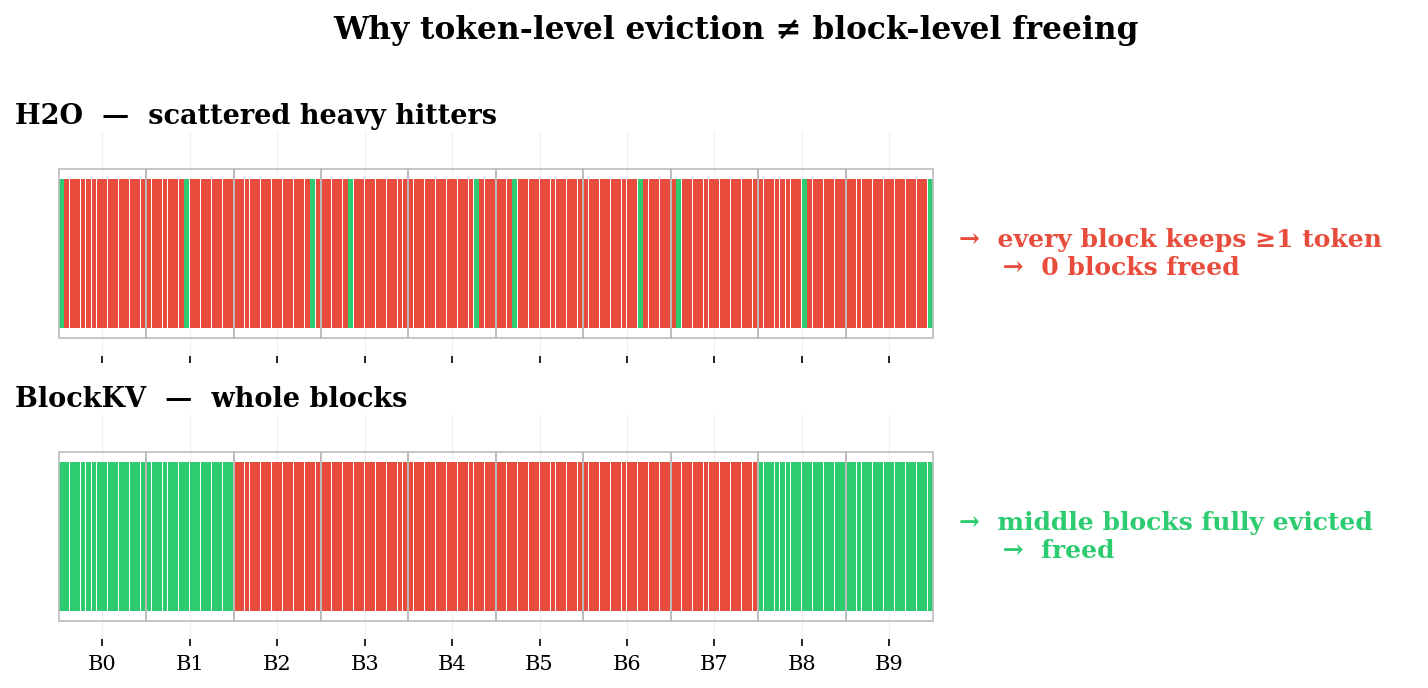 Why token-level eviction ≠ block-level freeing
H2O — scattered heavy hitters
→ every block keeps ≥1 token
→ 0 blocks freed
BlockKV — whole blocks
→ middle blocks fully evicted
→ freed
B0 B1 B2 B3 B4 B5 B6 B7 B8 B9